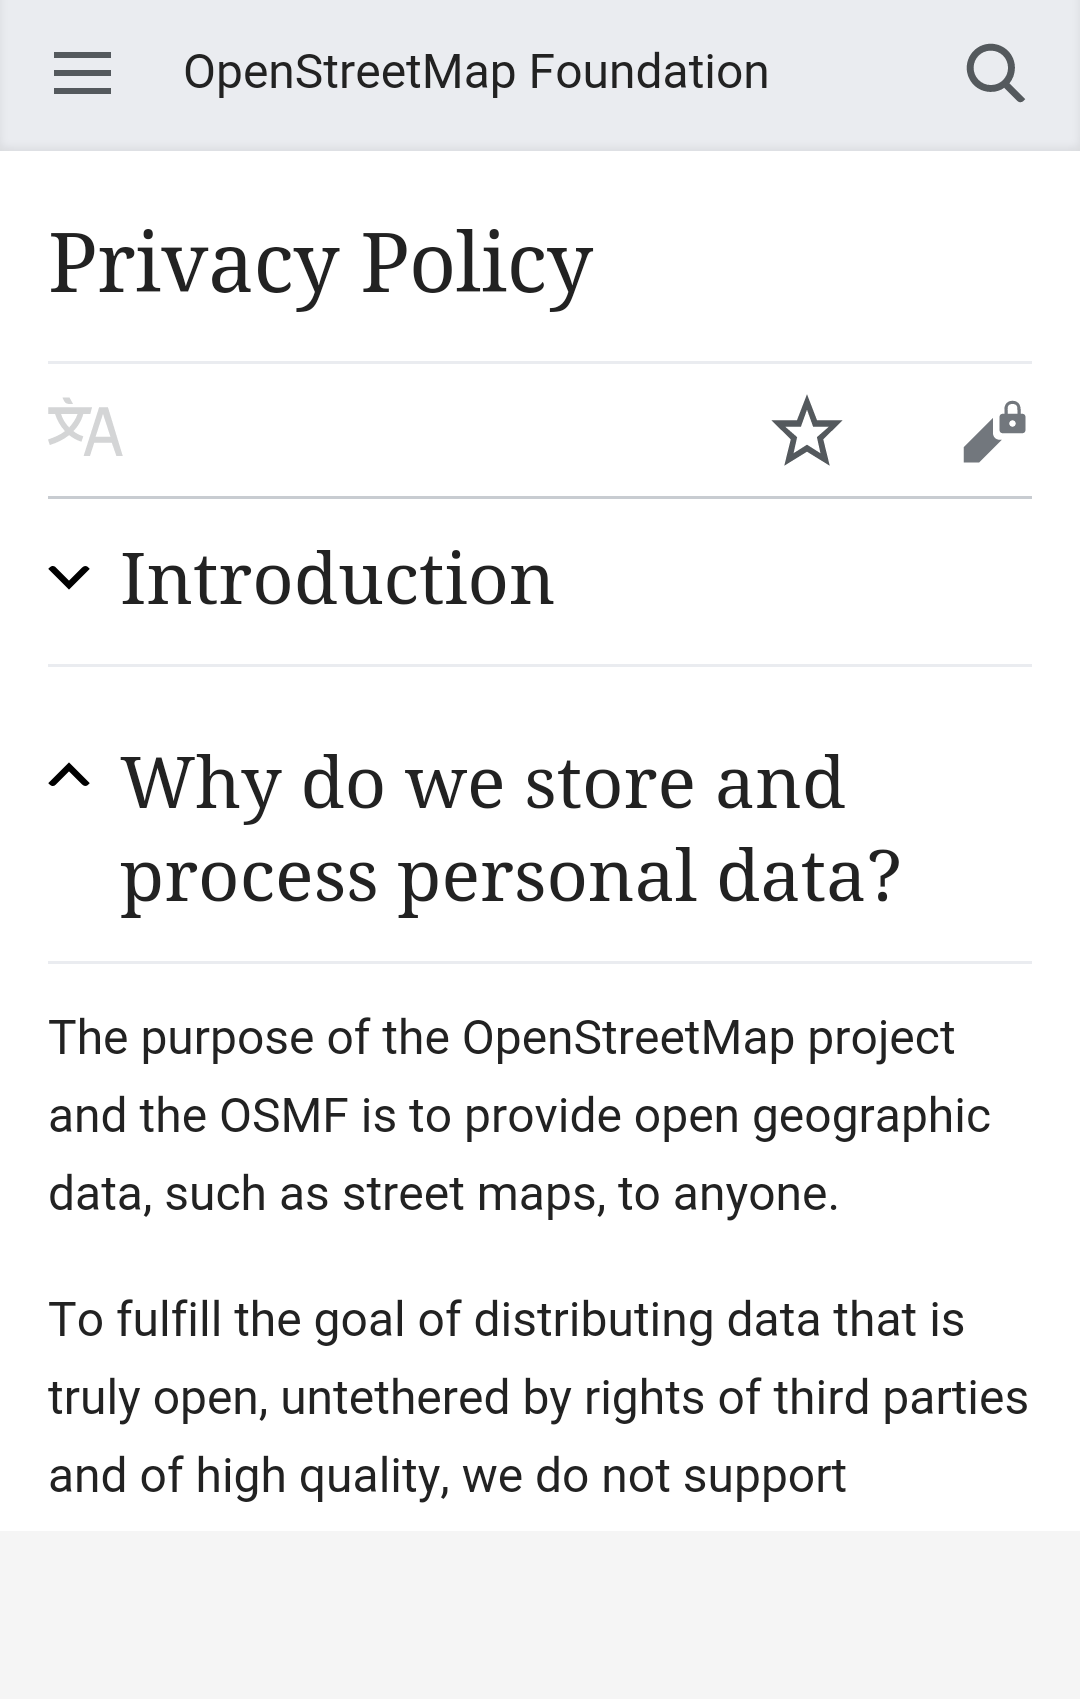 OpenStreetMap Foundation
Privacy Policy
文A
Introduction
Why do we store and
process personal data?
The purpose of the OpenStreetMap project
and the OSMF is to provide open geographic
data, such as street maps, to anyone.
To fulfill the goal of distributing data that is
truly open, untethered by rights of third parties
and of high quality, we do not support